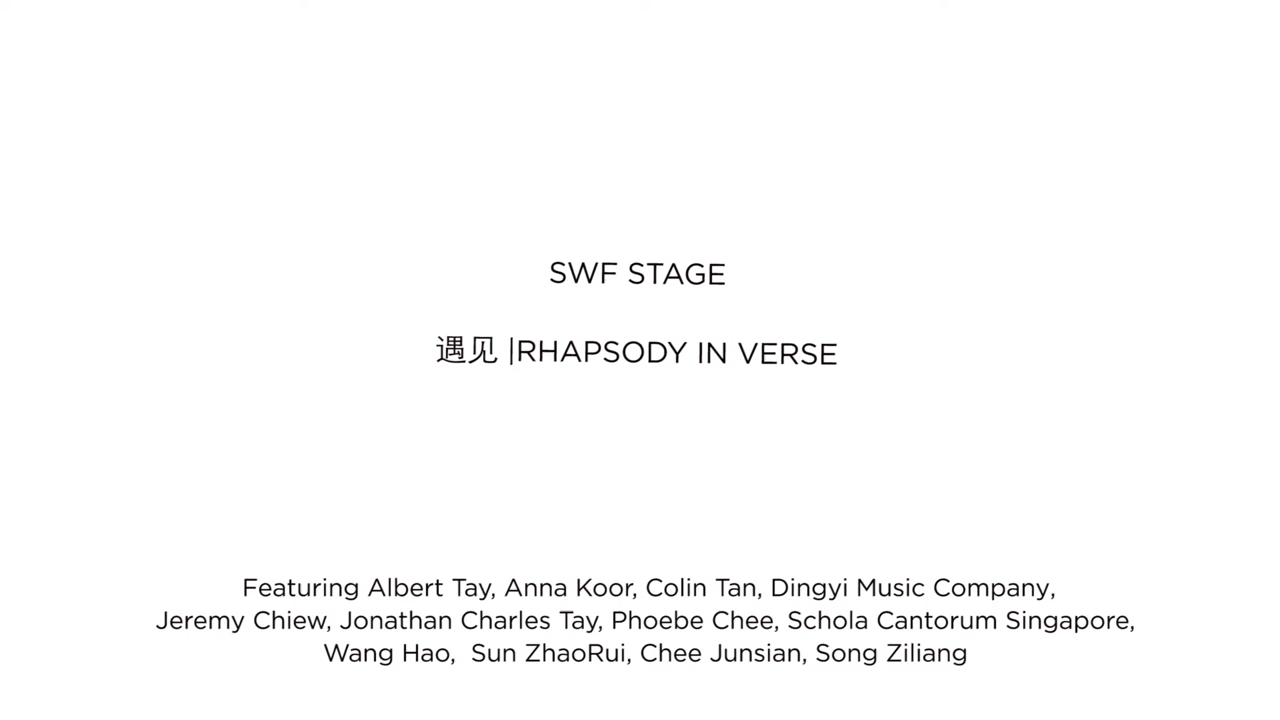 SWF STAGE
遇见 |RHAPSODY IN VERSE
Featuring Albert Tay, Anna Koor, Colin Tan, Dingyi Music Company,
Jeremy Chiew, Jonathan Charles Tay, Phoebe Chee, Schola Cantorum Singapore,
Wang Hao,  Sun ZhaoRui, Chee Junsian, Song Ziliang